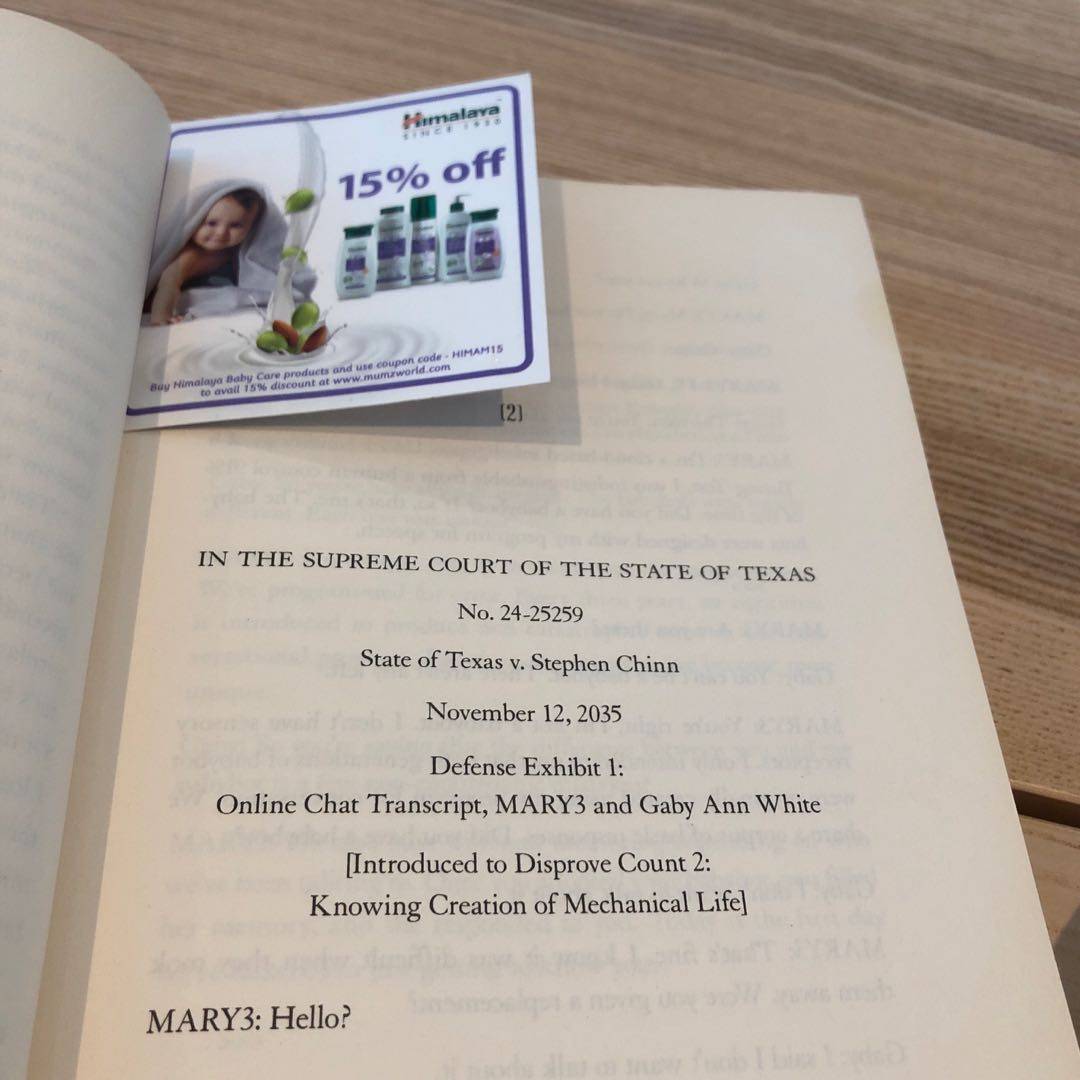 Himalaya
SINCE 1930
15% off
Buy Himalaya Baby Care products and use coupon code - HIMAM15
to avail 15% discount at www.mumzworld.com
(2)
IN THE SUPREME COURT OF THE STATE OF TEXAS
No. 24-25259
State of Texas v. Stephen Chinn
November 12, 2035
Defense Exhibit 1:
Online Chat Transcript, MARY3 and Gaby Ann White
[Introduced to Disprove Count 2:
Knowing Creation of Mechanical Life]
MARY3: Hello?